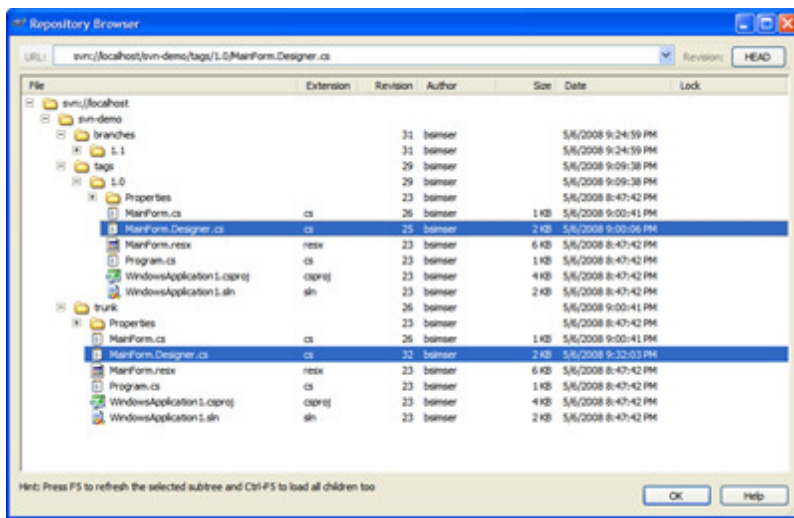 Repository Browser
URL: svn://localhost/svn-demo/tags/1.0/MainForm.Designer.cs Revision: HEAD
File Extension Revision Author Size Date Lock
svn://localhost
svn-demo
branches 31 bsimser 5/6/2008 9:24:59 PM
1.1 31 bsimser 5/6/2008 9:24:59 PM
tags 29 bsimser 5/6/2008 9:09:38 PM
1.0 29 bsimser 5/6/2008 9:09:38 PM
Properties 23 bsimser 5/6/2008 8:47:42 PM
MainForm.cs cs 26 bsimser 1 KB 5/6/2008 9:00:41 PM
MainForm.Designer.cs cs 25 bsimser 2 KB 5/6/2008 9:00:06 PM
MainForm.resx resx 23 bsimser 6 KB 5/6/2008 8:47:42 PM
Program.cs cs 23 bsimser 1 KB 5/6/2008 8:47:42 PM
WindowsApplication1.csproj csproj 23 bsimser 4 KB 5/6/2008 8:47:42 PM
WindowsApplication1.sln sln 23 bsimser 2 KB 5/6/2008 8:47:42 PM
trunk 26 bsimser 5/6/2008 9:00:41 PM
Properties 23 bsimser 5/6/2008 8:47:42 PM
MainForm.cs cs 26 bsimser 1 KB 5/6/2008 9:00:41 PM
MainForm.Designer.cs cs 32 bsimser 2 KB 5/6/2008 9:32:03 PM
MainForm.resx resx 23 bsimser 6 KB 5/6/2008 8:47:42 PM
Program.cs cs 23 bsimser 1 KB 5/6/2008 8:47:42 PM
WindowsApplication1.csproj csproj 23 bsimser 4 KB 5/6/2008 8:47:42 PM
WindowsApplication1.sln sln 23 bsimser 2 KB 5/6/2008 8:47:42 PM
Hint: Press F5 to refresh the selected subtree and Ctrl-F5 to load all children too
OK Help